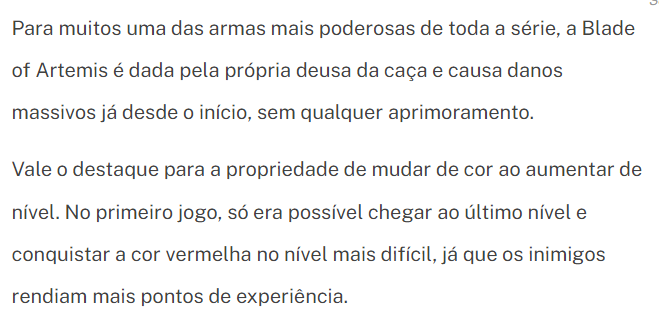 Para muitos uma das armas mais poderosas de toda a série, a Blade
of Artemis é dada pela própria deusa da caça e causa danos
massivos já desde o início, sem qualquer aprimoramento.
Vale o destaque para a propriedade de mudar de cor ao aumentar de
nível. No primeiro jogo, só era possível chegar ao último nível e
conquistar a cor vermelha no nível mais difícil, já que os inimigos
rendiam mais pontos de experiência.